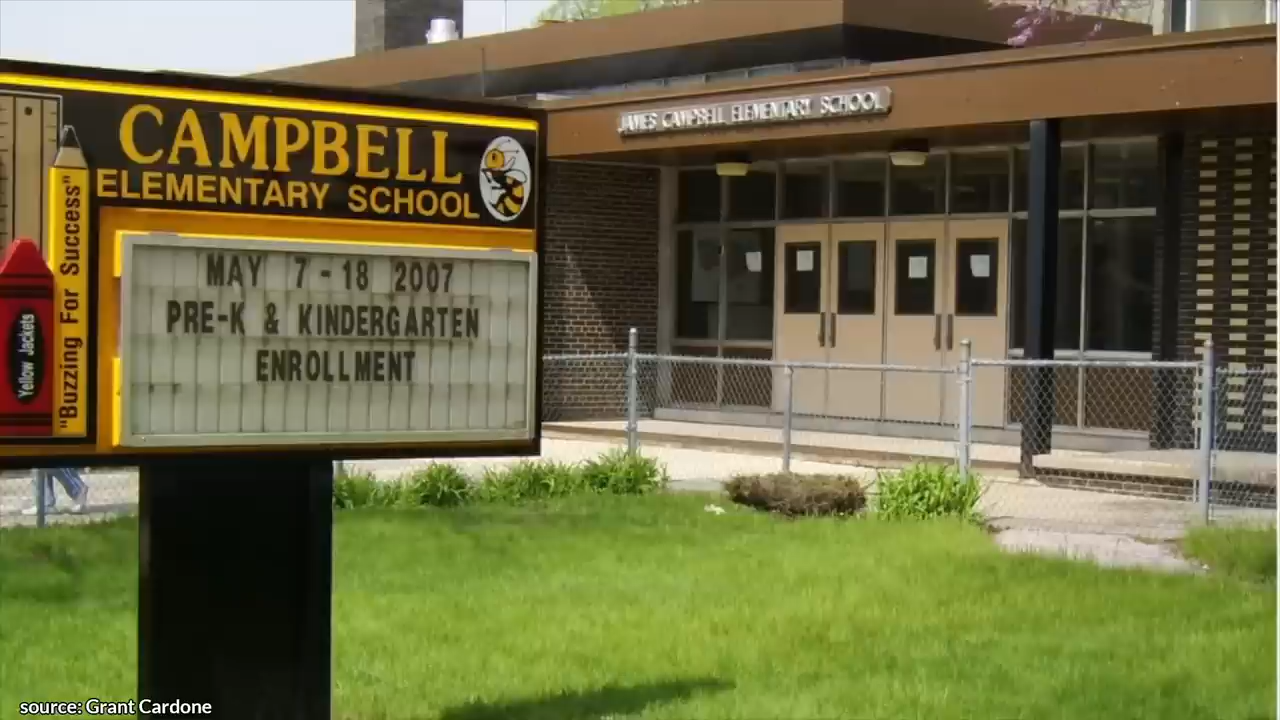 CAMPBELL
ELEMENTARY SCHOOL
"Buzzing For Success"
Yellow Jackets
MAY 7-18 2007
PRE-K & KINDERGARTEN
ENROLLMENT
JAMES CAMPBELL ELEMENTARY SCHOOL
source: Grant Cardone